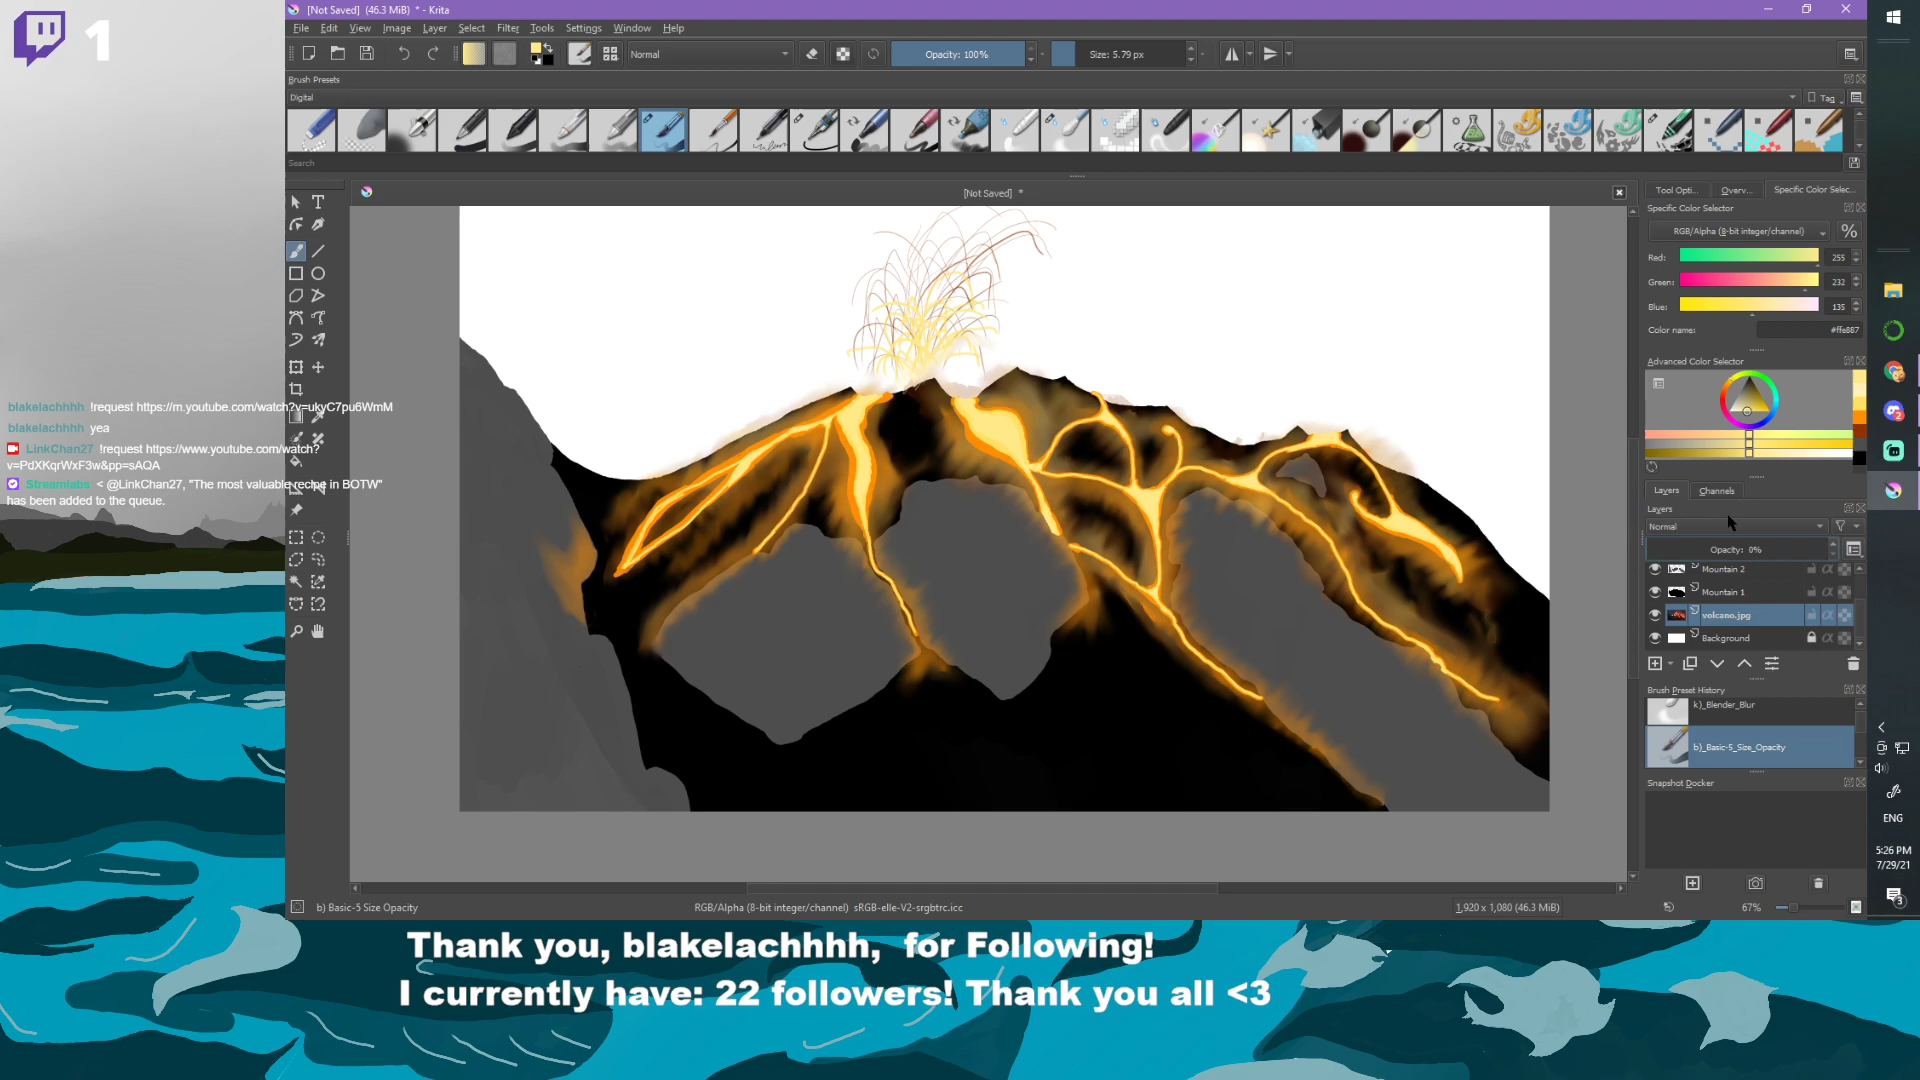 1
[Not Saved]  (46.3 MiB)  * - Krita
File Edit View Image Layer Select Filter Tools Settings Window Help
Normal
Opacity: 100%
Size: 5.79 px
Brush Presets
Digital
Tag
Search
[Not Saved]  *
Tool Opti... Overv... Specific Color Selec...
Specific Color Selector
RGB/Alpha (8-bit integer/channel)
%
Red: 255
Green: 232
Blue: 135
Color name: #ffe887
Advanced Color Selector
blakelachhhh !request https://m.youtube.com/watch?v=ukyC7pu6WmM
blakelachhhh yea
LinkChan27 !request https://www.youtube.com/watch?
v=PdXKqrWxF3w&pp=sAQA
Streamlabs < @LinkChan27, "The most valuable recipe in BOTW"
has been added to the queue.
Layers Channels
Layers
Normal
Opacity: 0%
Mountain 2
Mountain 1
volcano.jpg
Background
Brush Preset History
k)_Blender_Blur
b)_Basic-5_Size_Opacity
Snapshot Docker
ENG
5:26 PM
7/29/21
3
b) Basic-5 Size Opacity
RGB/Alpha (8-bit integer/channel)  sRGB-elle-V2-srgbtrc.icc
1,920 x 1,080 (46.3 MiB)
67%
Thank you, blakelachhhh,  for Following!
I currently have: 22 followers! Thank you all <3